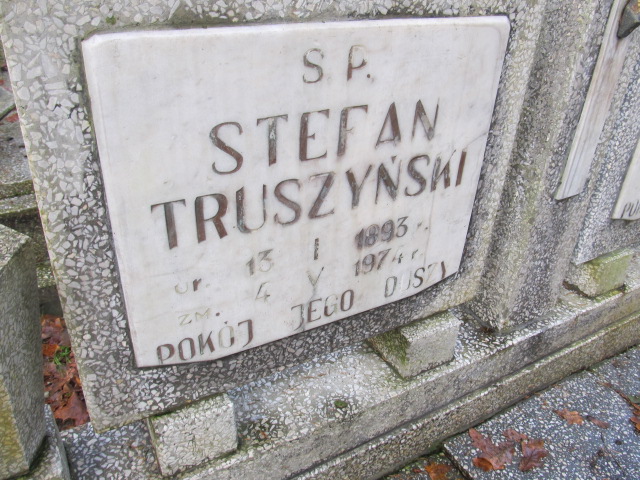 S P.
STEFAN
TRUSZYŃSKI
ur. 13 I 1893 r.
zm. 4 V 1974 r.
POKÓJ JEGO DUSZY